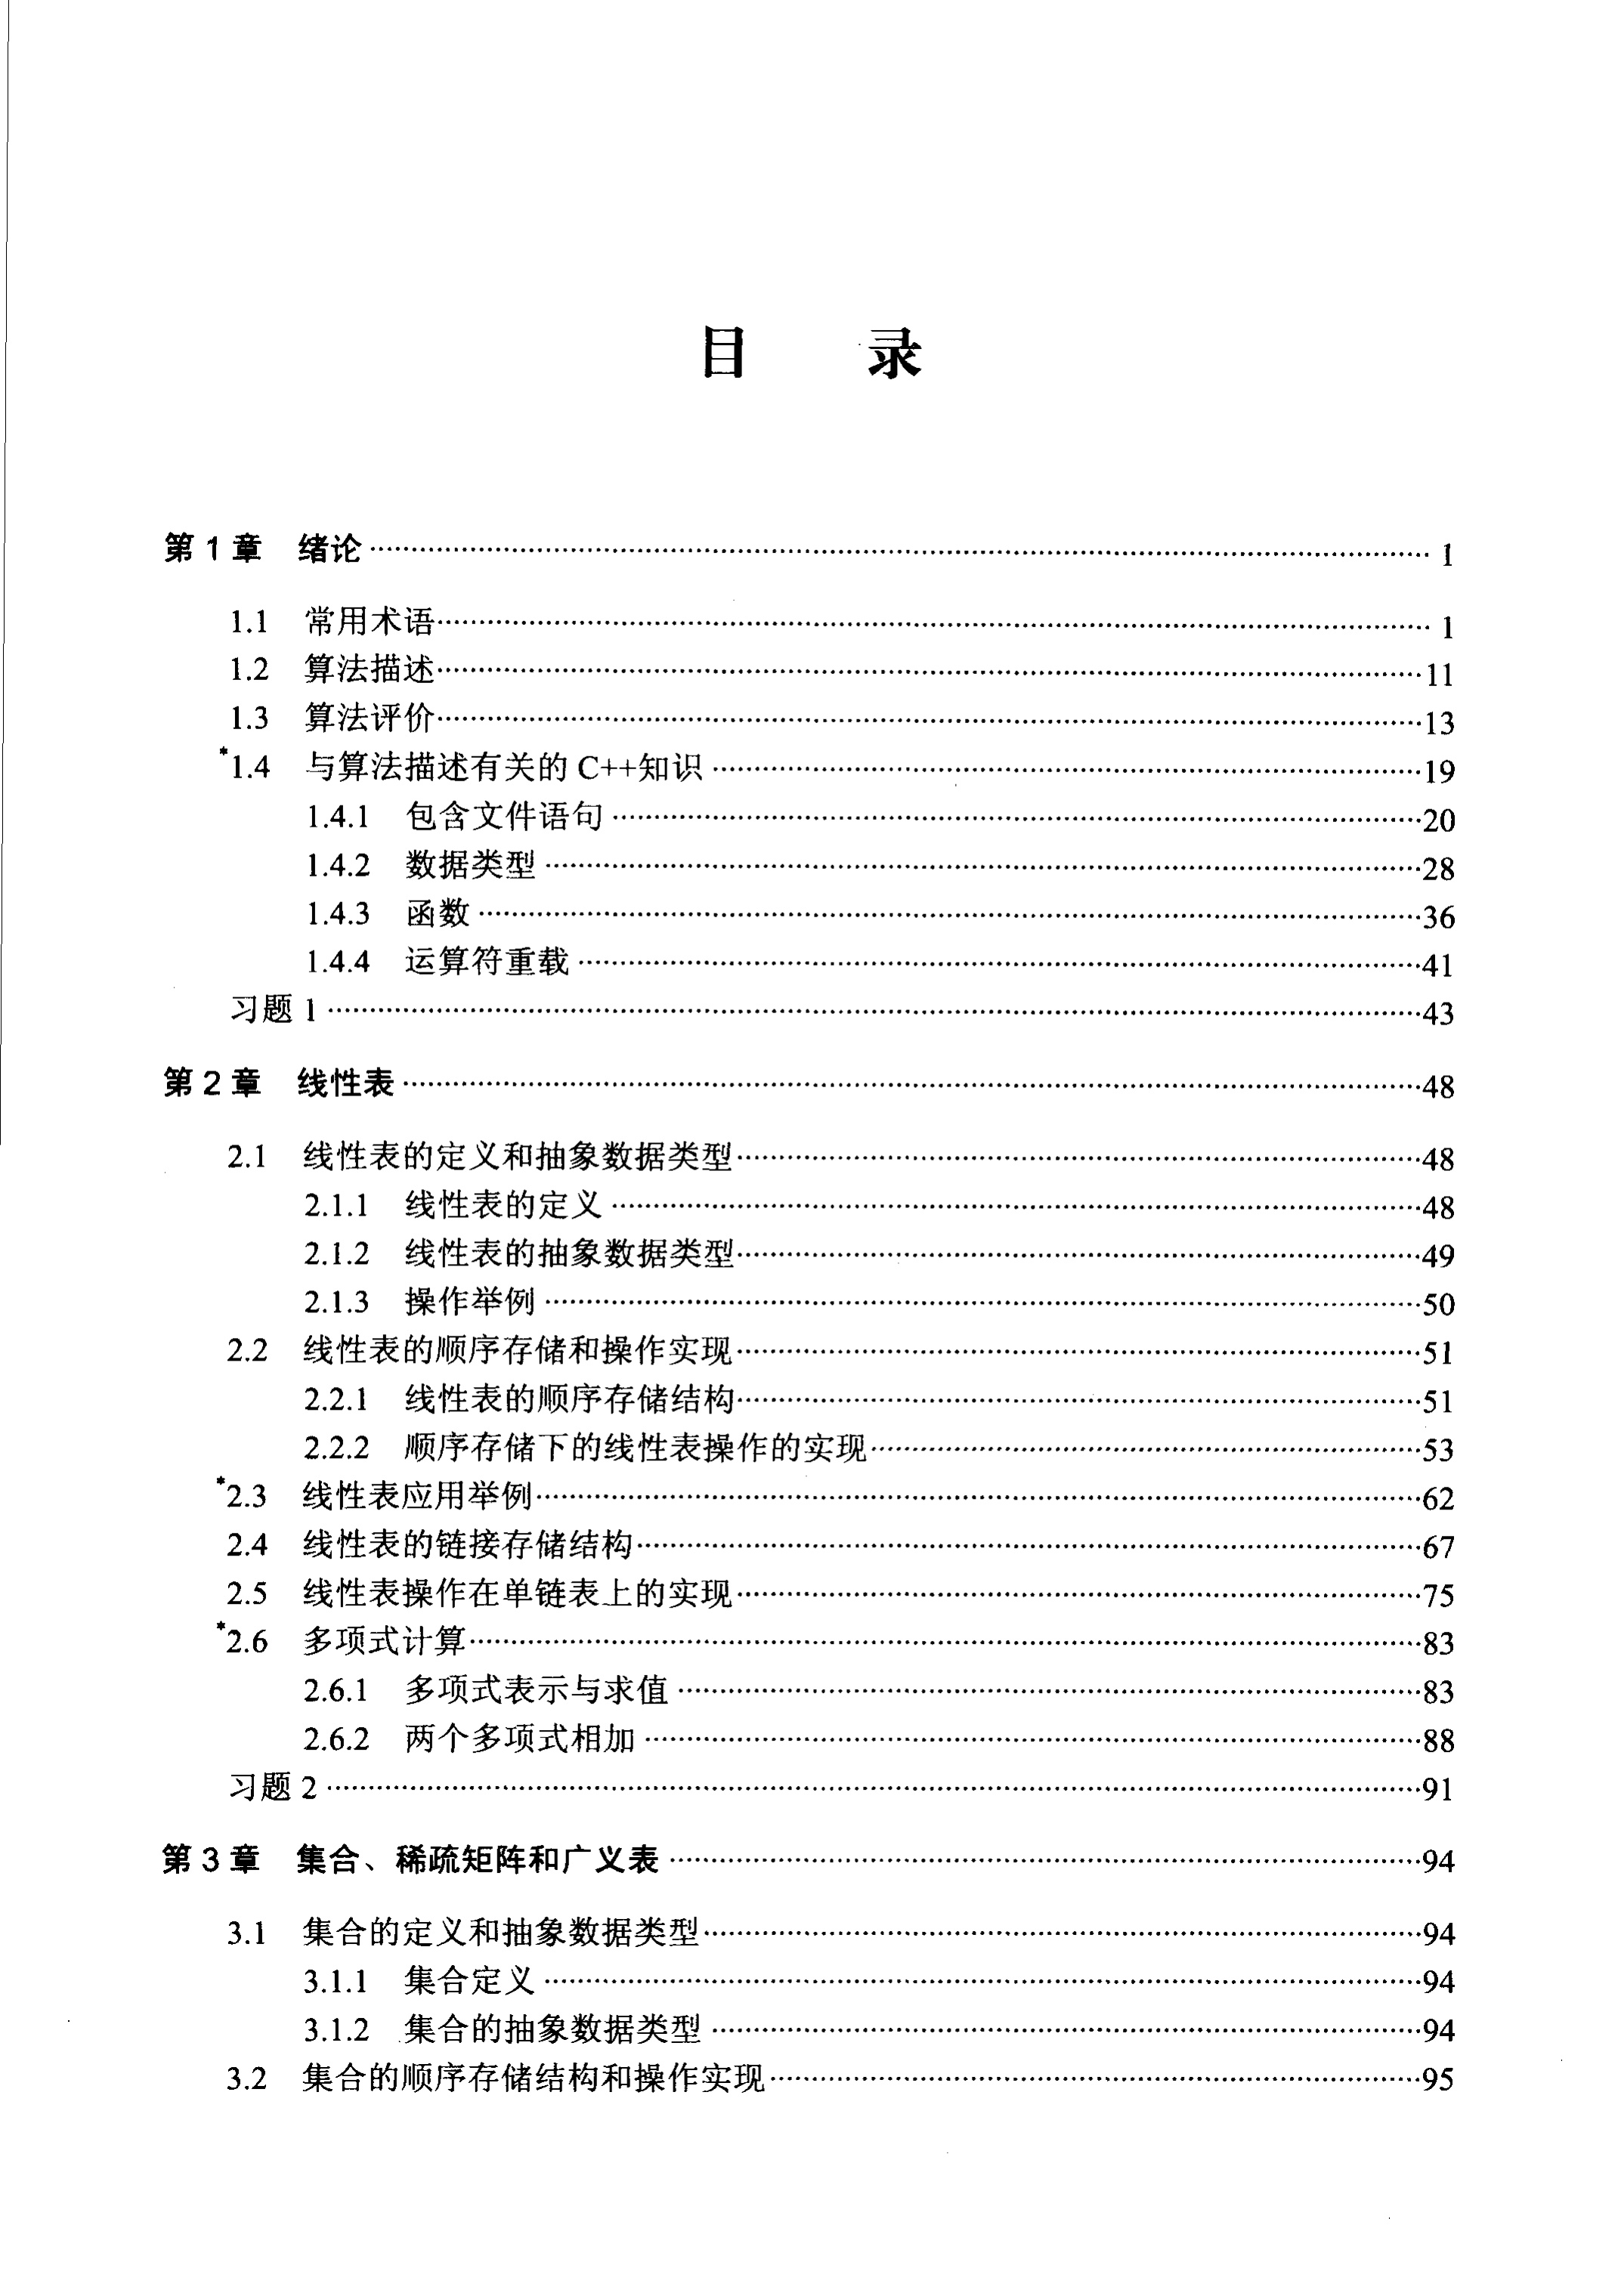 目 录
第 1 章 绪论 ······ 1
1.1 常用术语 ······ 1
1.2 算法描述 ······ 11
1.3 算法评价 ······ 13
*1.4 与算法描述有关的 C++知识 ······ 19
1.4.1 包含文件语句 ······ 20
1.4.2 数据类型 ······ 28
1.4.3 函数 ······ 36
1.4.4 运算符重载 ······ 41
习题 1 ······ 43
第 2 章 线性表 ······ 48
2.1 线性表的定义和抽象数据类型 ······ 48
2.1.1 线性表的定义 ······ 48
2.1.2 线性表的抽象数据类型 ······ 49
2.1.3 操作举例 ······ 50
2.2 线性表的顺序存储和操作实现 ······ 51
2.2.1 线性表的顺序存储结构 ······ 51
2.2.2 顺序存储下的线性表操作的实现 ······ 53
*2.3 线性表应用举例 ······ 62
2.4 线性表的链接存储结构 ······ 67
2.5 线性表操作在单链表上的实现 ······ 75
*2.6 多项式计算 ······ 83
2.6.1 多项式表示与求值 ······ 83
2.6.2 两个多项式相加 ······ 88
习题 2 ······ 91
第 3 章 集合、稀疏矩阵和广义表 ······ 94
3.1 集合的定义和抽象数据类型 ······ 94
3.1.1 集合定义 ······ 94
3.1.2 集合的抽象数据类型 ······ 94
3.2 集合的顺序存储结构和操作实现 ······ 95